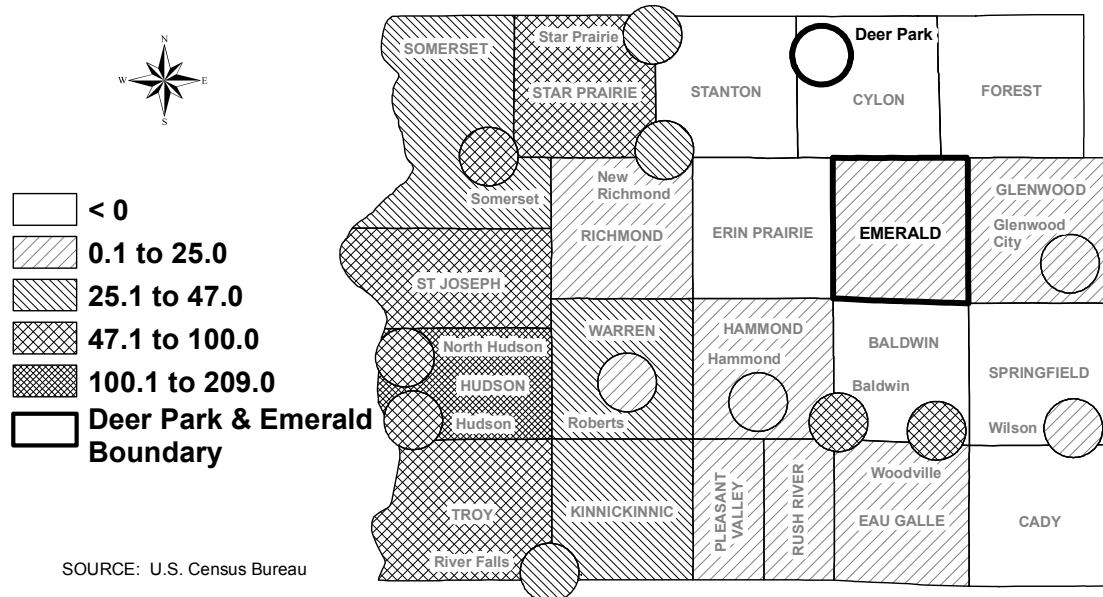 N
W
E
S
SOMERSET
Star Prairie
STAR PRAIRIE
STANTON
Deer Park
CYLON
FOREST
Somerset
New
Richmond
RICHMOND
ERIN PRAIRIE
EMERALD
GLENWOOD
Glenwood
City
< 0
0.1 to 25.0
25.1 to 47.0
47.1 to 100.0
100.1 to 209.0
Deer Park & Emerald
Boundary
ST JOSEPH
North Hudson
HUDSON
Hudson
WARREN
Roberts
HAMMOND
Hammond
BALDWIN
Baldwin
SPRINGFIELD
Wilson
TROY
River Falls
KINNICKINNIC
PLEASANT
VALLEY
RUSH RIVER
Woodville
EAU GALLE
CADY
SOURCE: U.S. Census Bureau